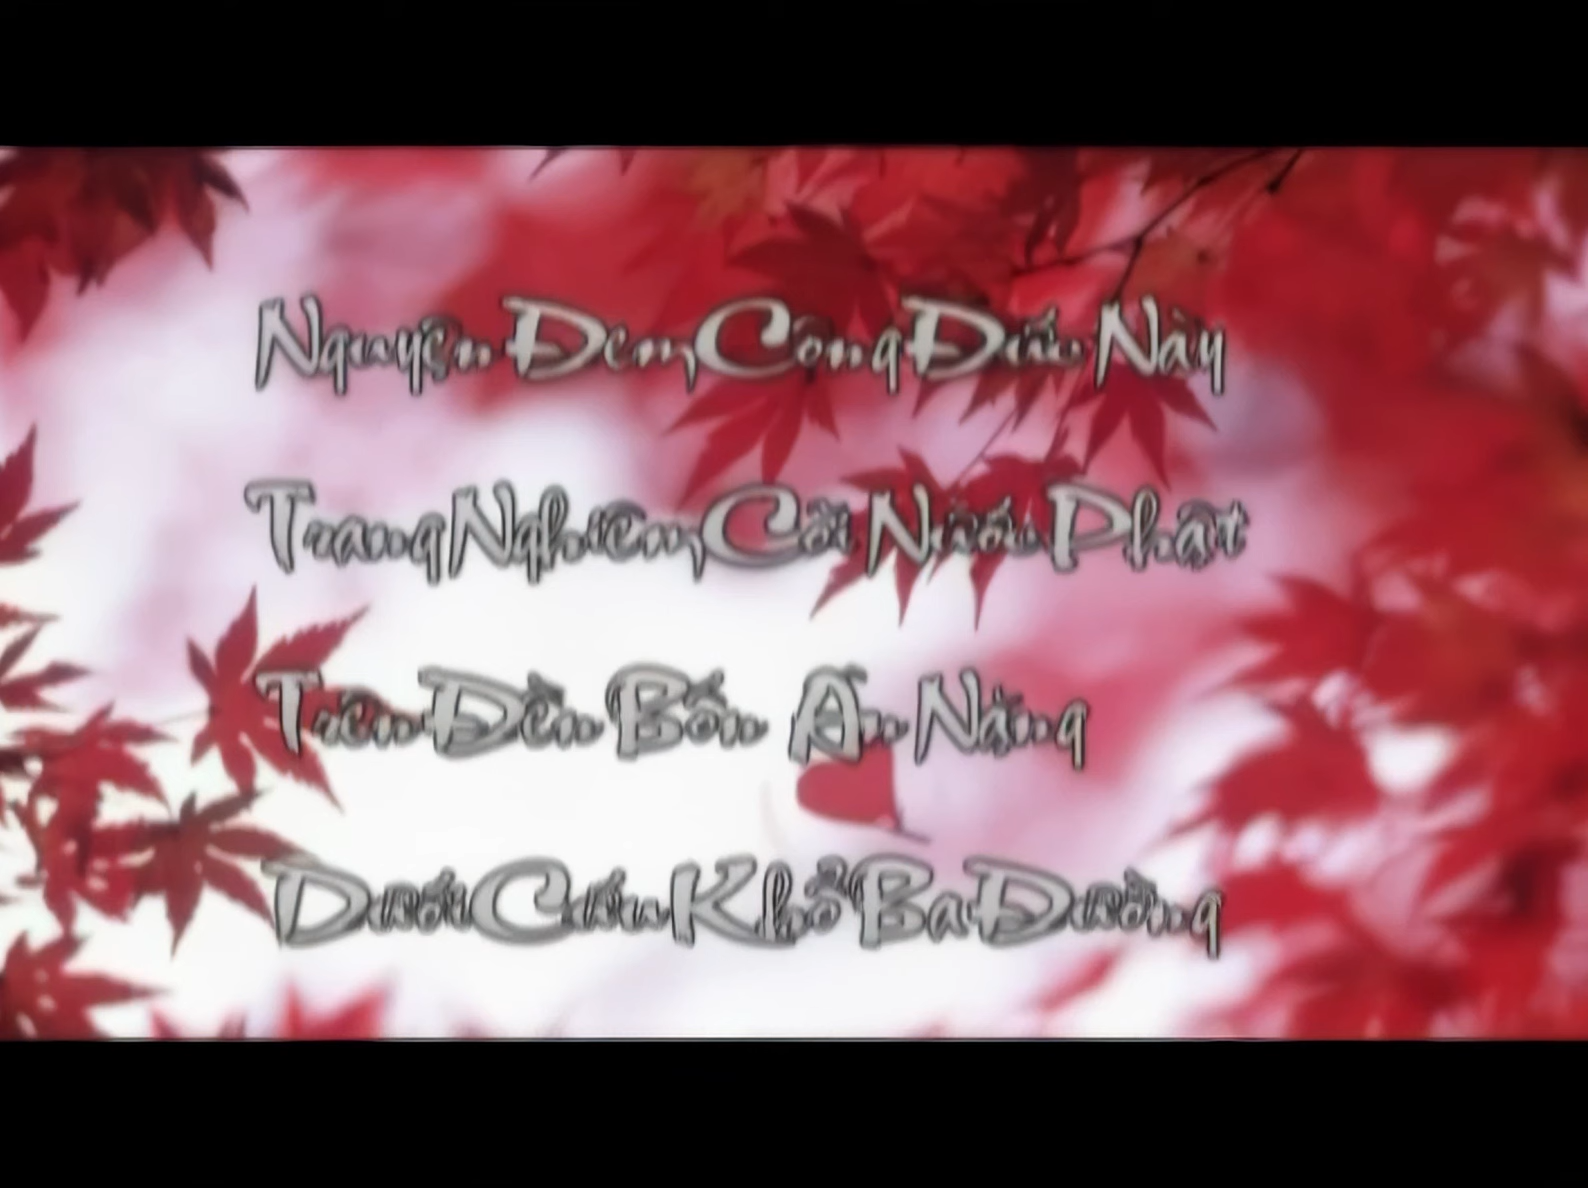 Nguyện Đem Công Đức Này
Trang Nghiêm Cõi Nước Phật
Trên Đền Bốn Ân Nặng
Dưới Cứu Khổ Ba Đường